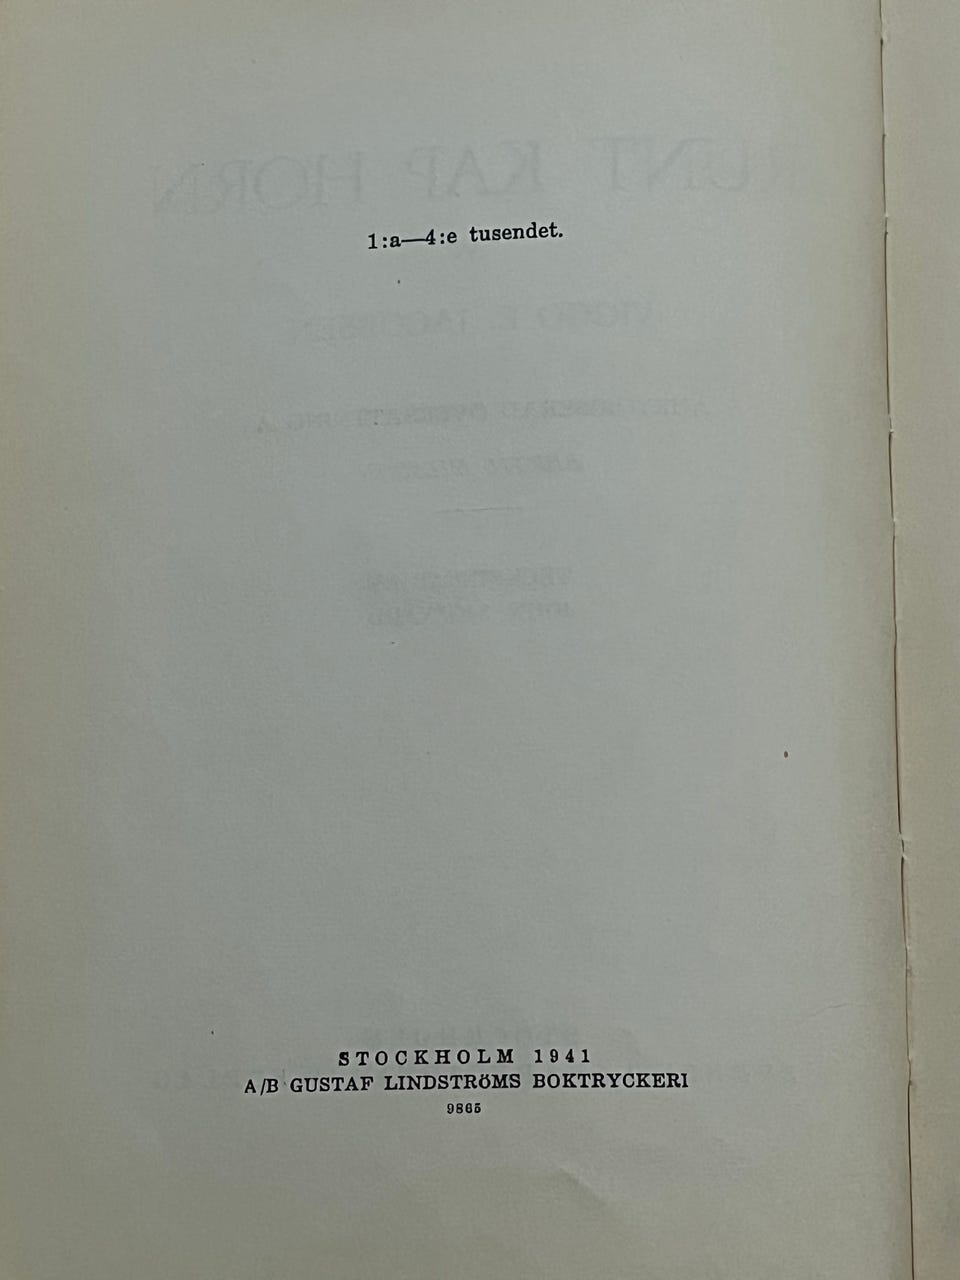 1:a—4:e tusendet.
STOCKHOLM 1941
A/B GUSTAF LINDSTRÖMS BOKTRYCKERI
9865